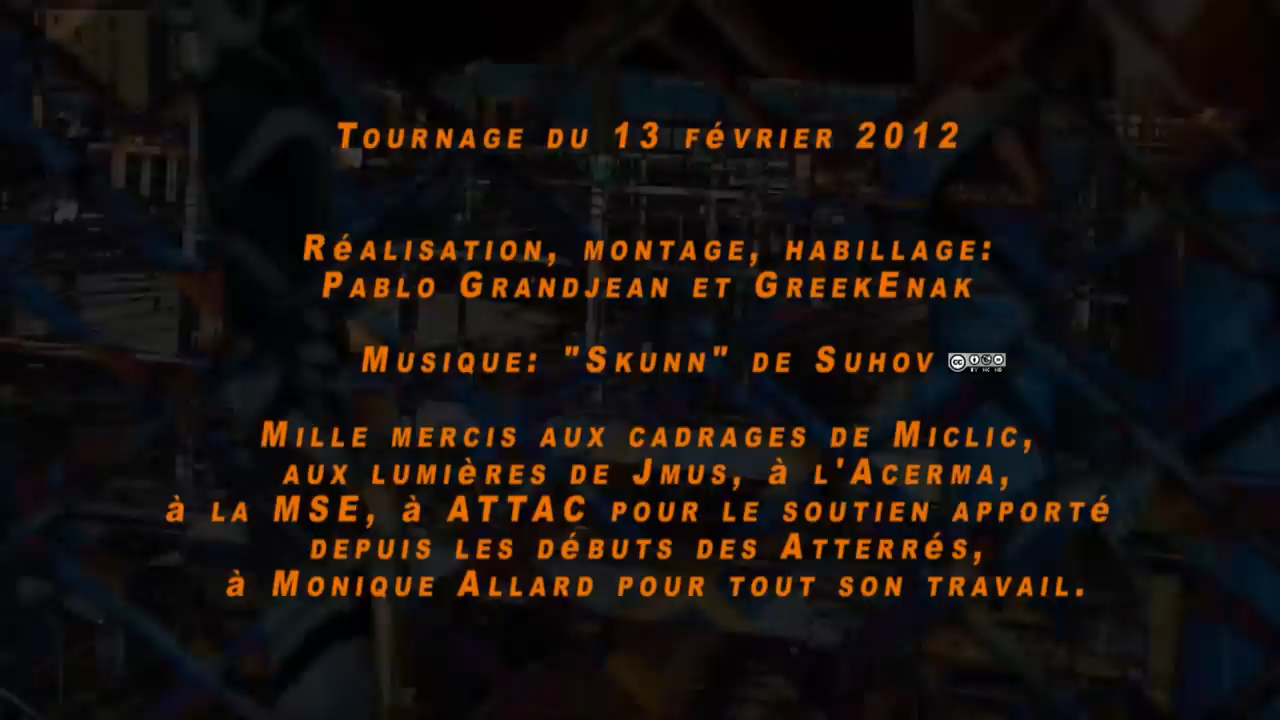 Tournage du 13 février 2012
Réalisation, montage, habillage:
Pablo Grandjean et GreekEnak
Musique: "Skunn" de Suhov
Mille mercis aux cadrages de Miclic,
aux lumières de Jmus, à l'Acerma,
à la MSE, à ATTAC pour le soutien apporté
depuis les débuts des Atterrés,
à Monique Allard pour tout son travail.